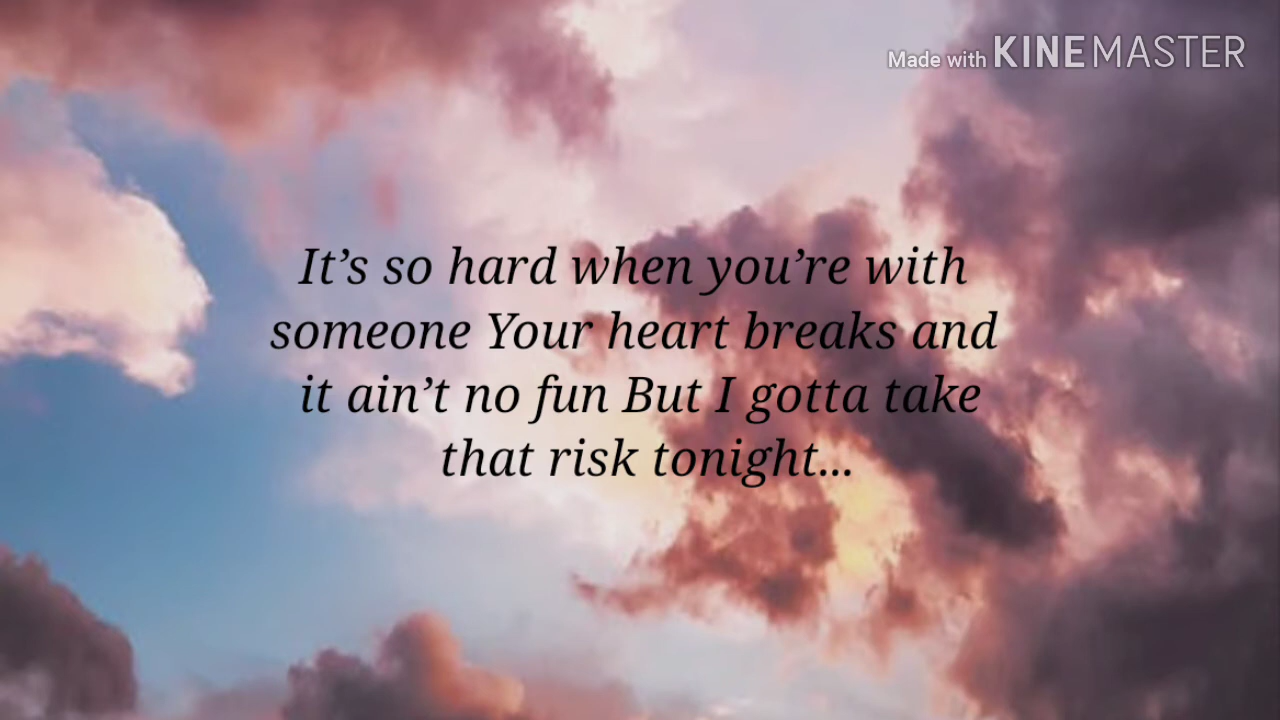 Made with KINEMASTER
It’s so hard when you’re with
someone Your heart breaks and
it ain’t no fun But I gotta take
that risk tonight...